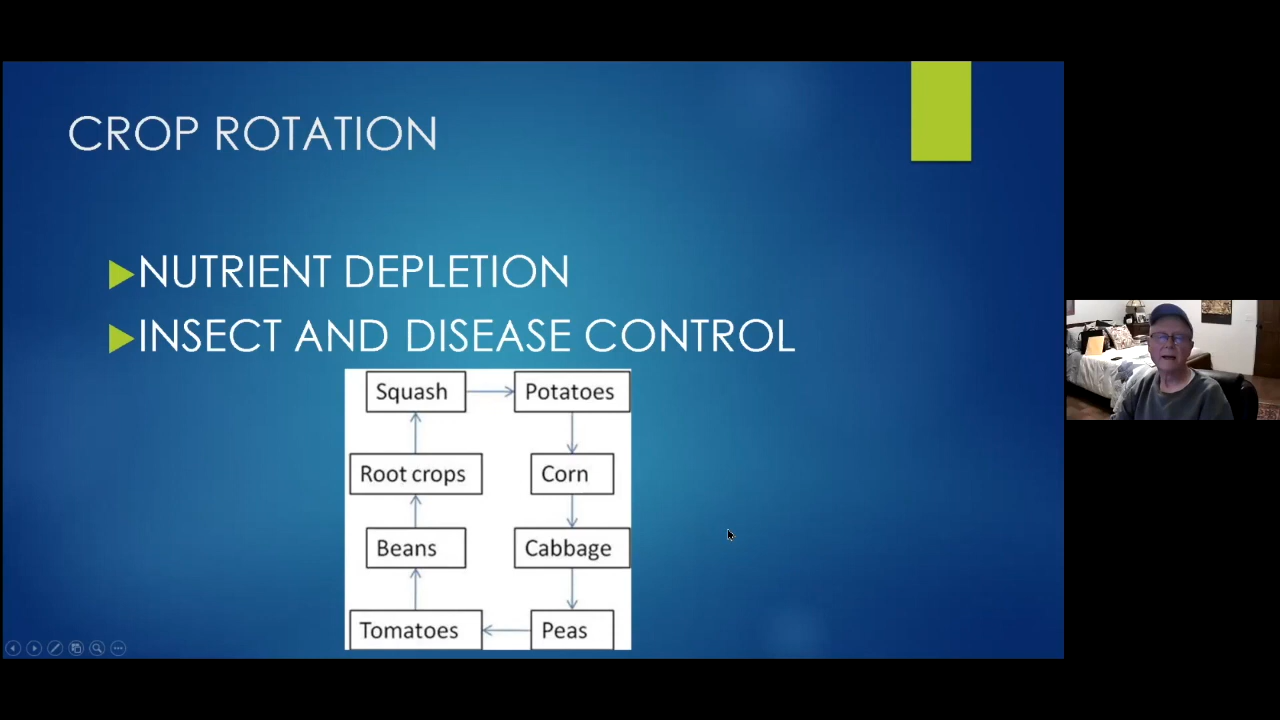 CROP ROTATION
NUTRIENT DEPLETION
INSECT AND DISEASE CONTROL
Squash
Potatoes
Root crops
Corn
Beans
Cabbage
Tomatoes
Peas